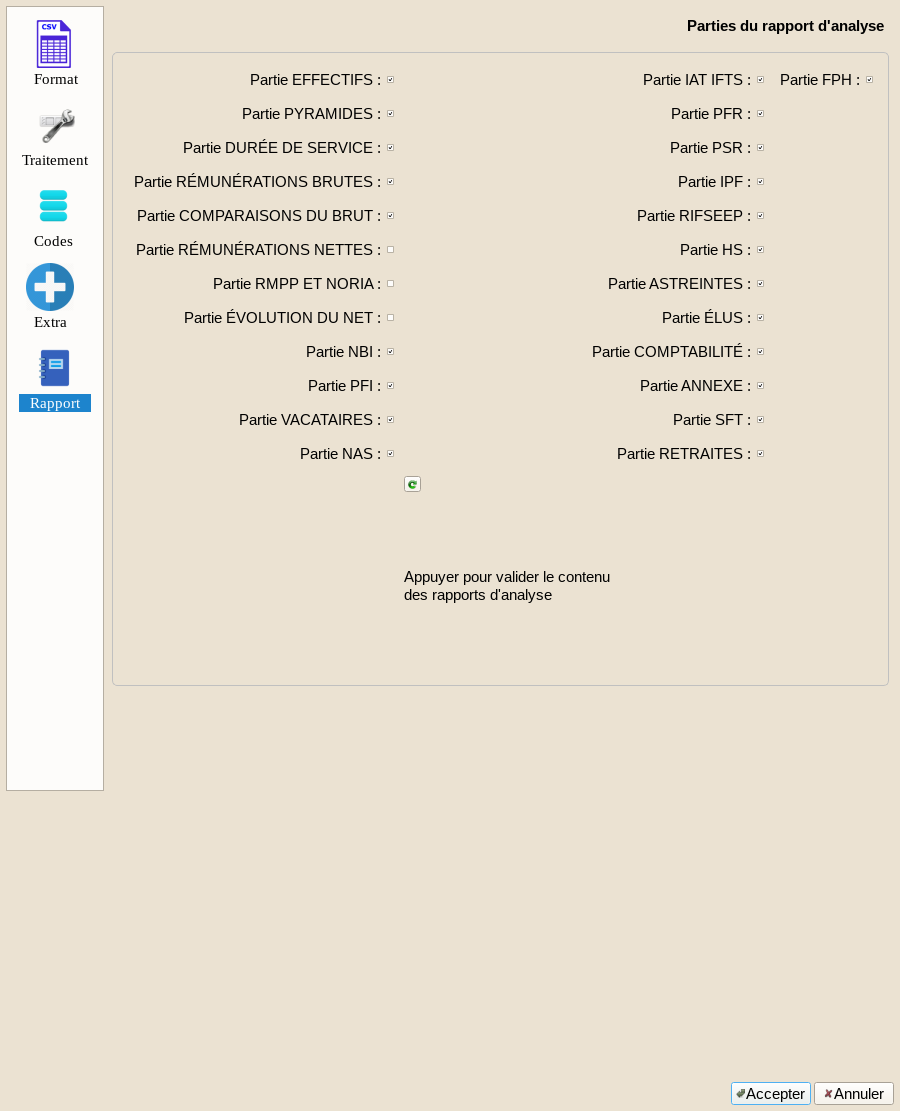 CSV
Format
Traitement
Codes
Extra
Rapport
Parties du rapport d'analyse
Partie EFFECTIFS :
Partie IAT IFTS :
Partie FPH :
Partie PYRAMIDES :
Partie PFR :
Partie DURÉE DE SERVICE :
Partie PSR :
Partie RÉMUNÉRATIONS BRUTES :
Partie IPF :
Partie COMPARAISONS DU BRUT :
Partie RIFSEEP :
Partie RÉMUNÉRATIONS NETTES :
Partie HS :
Partie RMPP ET NORIA :
Partie ASTREINTES :
Partie ÉVOLUTION DU NET :
Partie ÉLUS :
Partie NBI :
Partie COMPTABILITÉ :
Partie PFI :
Partie ANNEXE :
Partie VACATAIRES :
Partie SFT :
Partie NAS :
Partie RETRAITES :
Appuyer pour valider le contenu
des rapports d'analyse
Accepter
Annuler